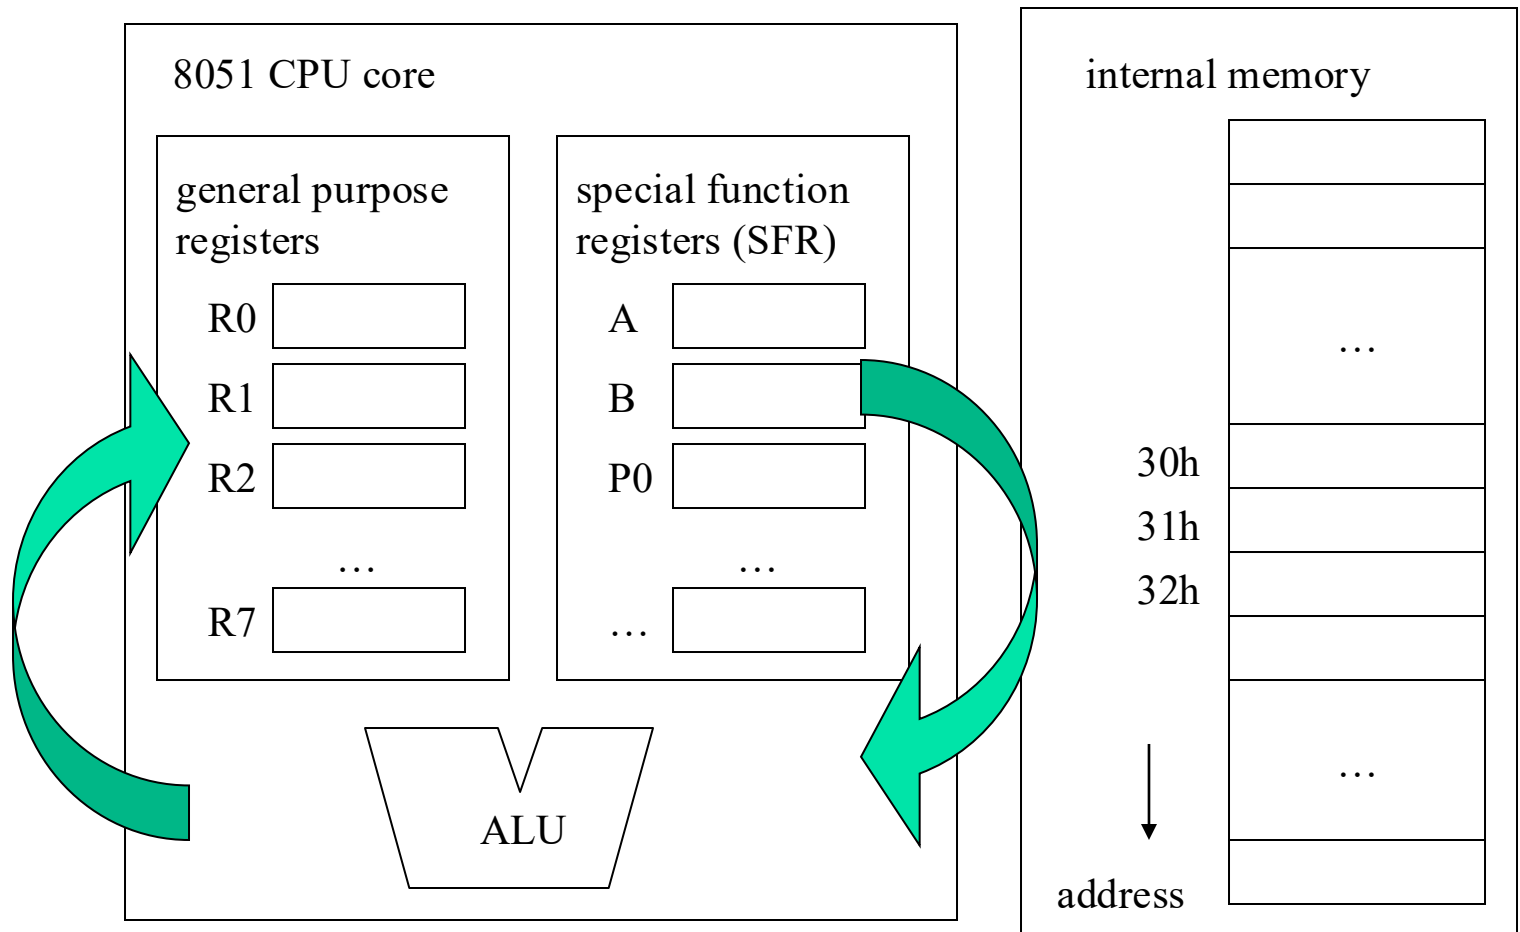 8051 CPU core
general purpose
registers
R0
R1
R2
…
R7
special function
registers (SFR)
A
B
P0
…
…
ALU
internal memory
…
30h
31h
32h
…
address